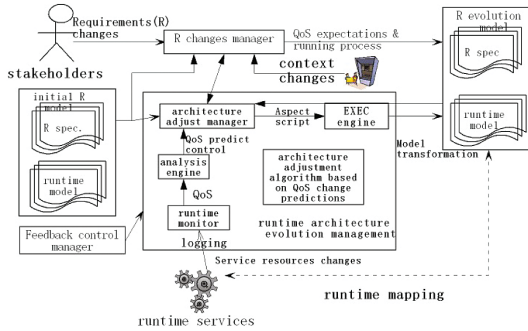 Requirements(R)
changes
stakeholders
R changes manager
QoS expectations &
running process
context
changes
R evolution model
R spec
runtime
model
initial R
model
R spec.
runtime
model
architecture
adjust manager
Aspect
script
EXEC
engine
Model
transformation
QoS predict
control
analysis
engine
QoS
runtime
monitor
logging
architecture
adjustment
algorithm based
on QoS change
predictions
runtime architecture
evolution management
Feedback control
manager
Service resources changes
runtime mapping
runtime services